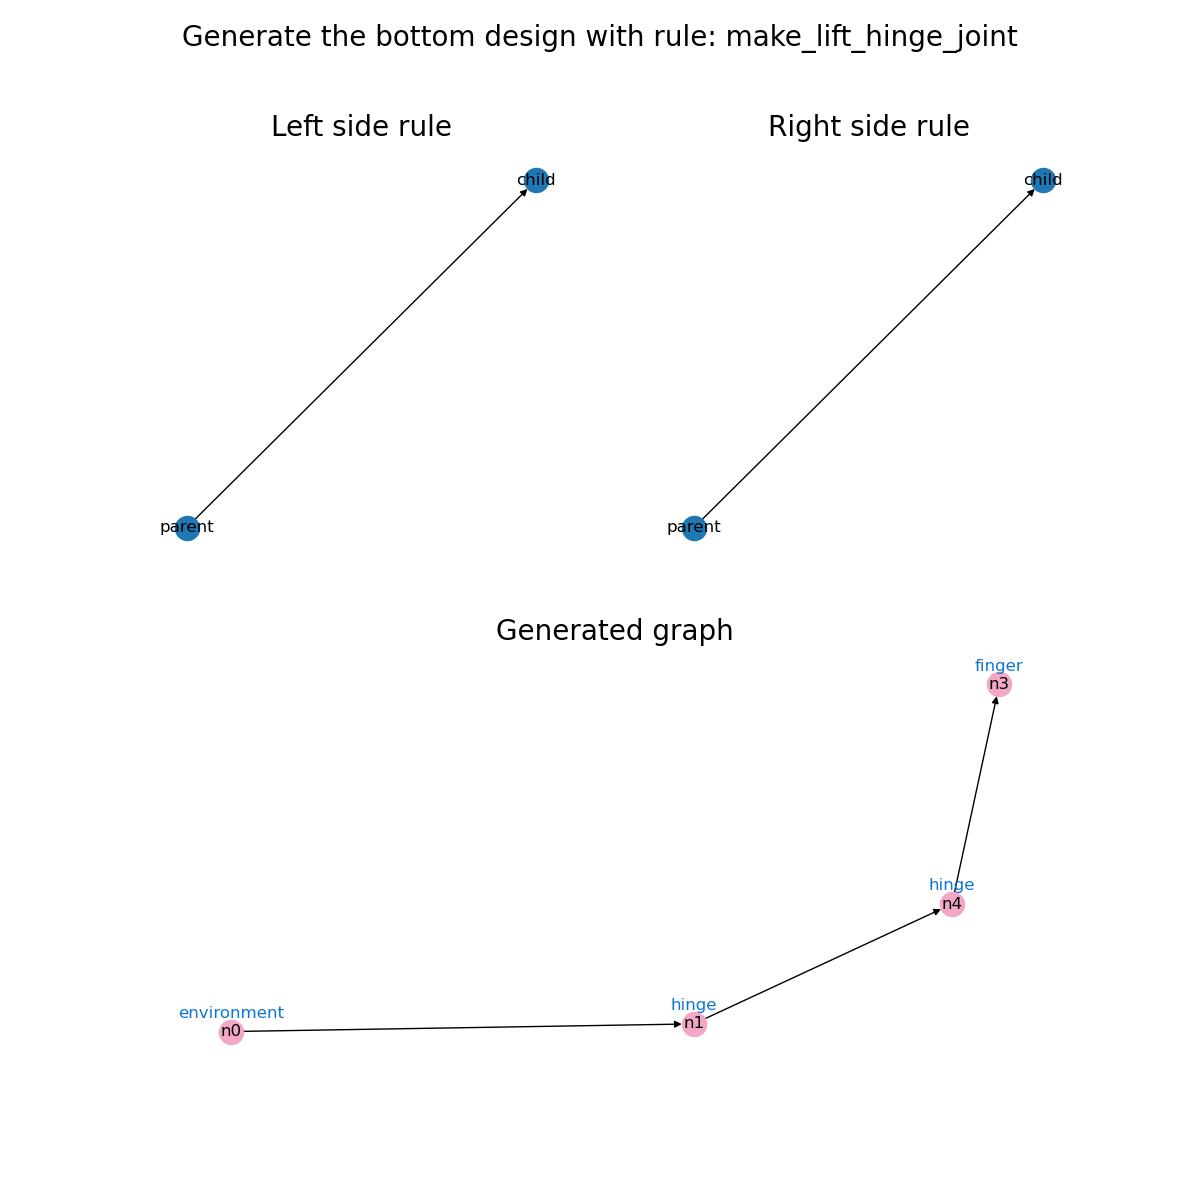 Generate the bottom design with rule: make_lift_hinge_joint
Left side rule
Right side rule
child
child
parent
parent
Generated graph
finger
n3
hinge
n4
hinge
n1
environment
n0